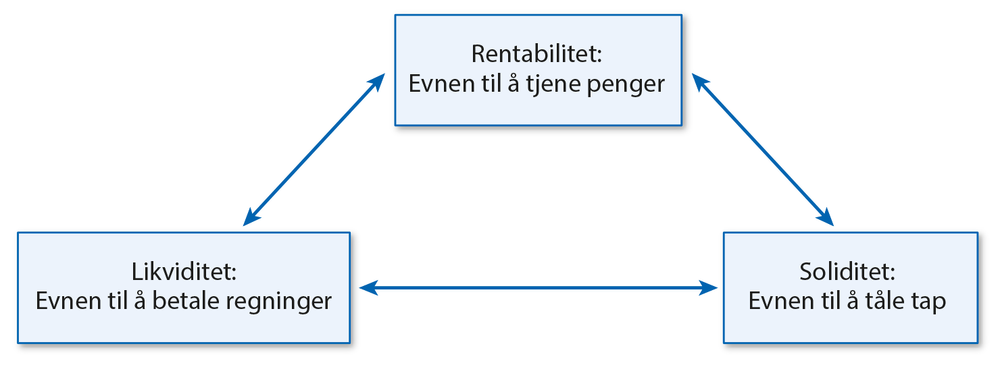 Rentabilitet:
Evnen til å tjene penger
Likviditet:
Evnen til å betale regninger
Soliditet:
Evnen til å tåle tap